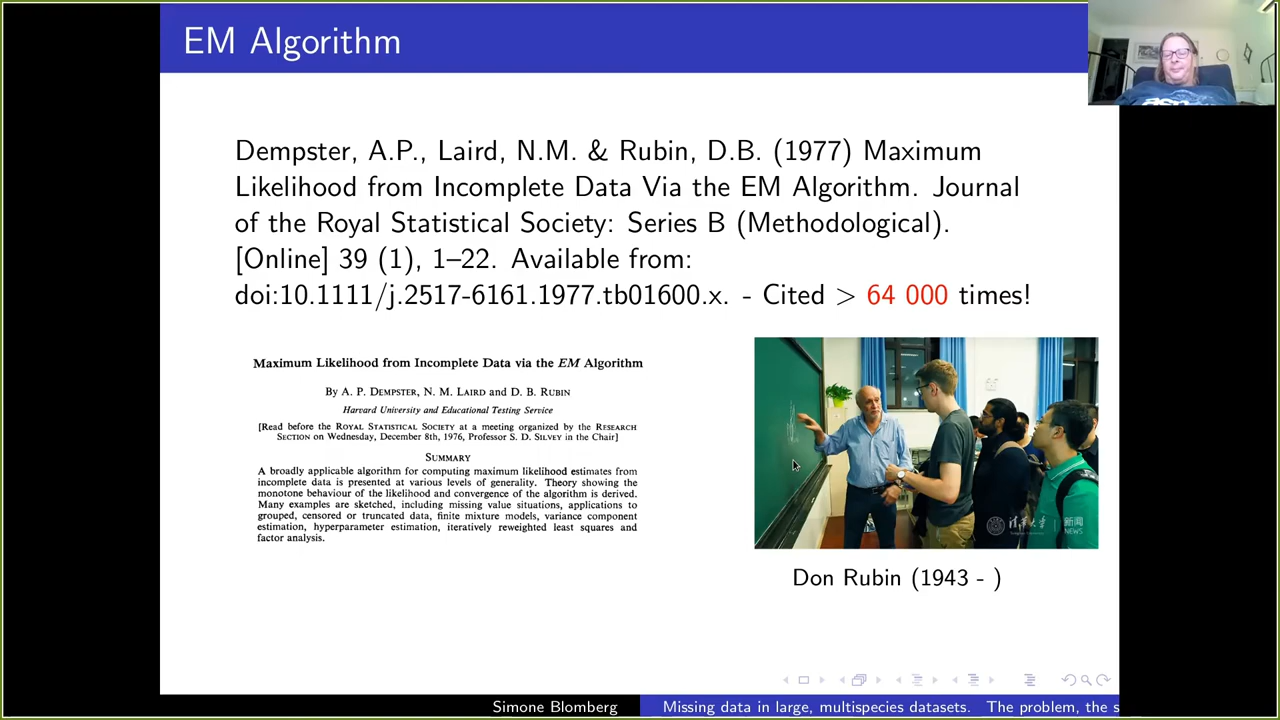 EM Algorithm
Dempster, A.P., Laird, N.M. & Rubin, D.B. (1977) Maximum
Likelihood from Incomplete Data Via the EM Algorithm. Journal
of the Royal Statistical Society: Series B (Methodological).
[Online] 39 (1), 1–22. Available from:
doi:10.1111/j.2517-6161.1977.tb01600.x. - Cited > 64 000 times!
Maximum Likelihood from Incomplete Data via the EM Algorithm
By A. P. DEMPSTER, N. M. LAIRD and D. B. RUBIN
Harvard University and Educational Testing Service
[Read before the ROYAL STATISTICAL SOCIETY at a meeting organized by the RESEARCH
SECTION on Wednesday, December 8th, 1976, Professor S. D. SILVEY in the Chair]
SUMMARY
A broadly applicable algorithm for computing maximum likelihood estimates from
incomplete data is presented at various levels of generality. Theory showing the
monotone behaviour of the likelihood and convergence of the algorithm is derived.
Many examples are sketched, including missing value situations, applications to
grouped, censored or truncated data, finite mixture models, variance component
estimation, hyperparameter estimation, iteratively reweighted least squares and
factor analysis.
清华大学 新闻
NEWS
Don Rubin (1943 - )
Simone Blomberg
Missing data in large, multispecies datasets. The problem, the s